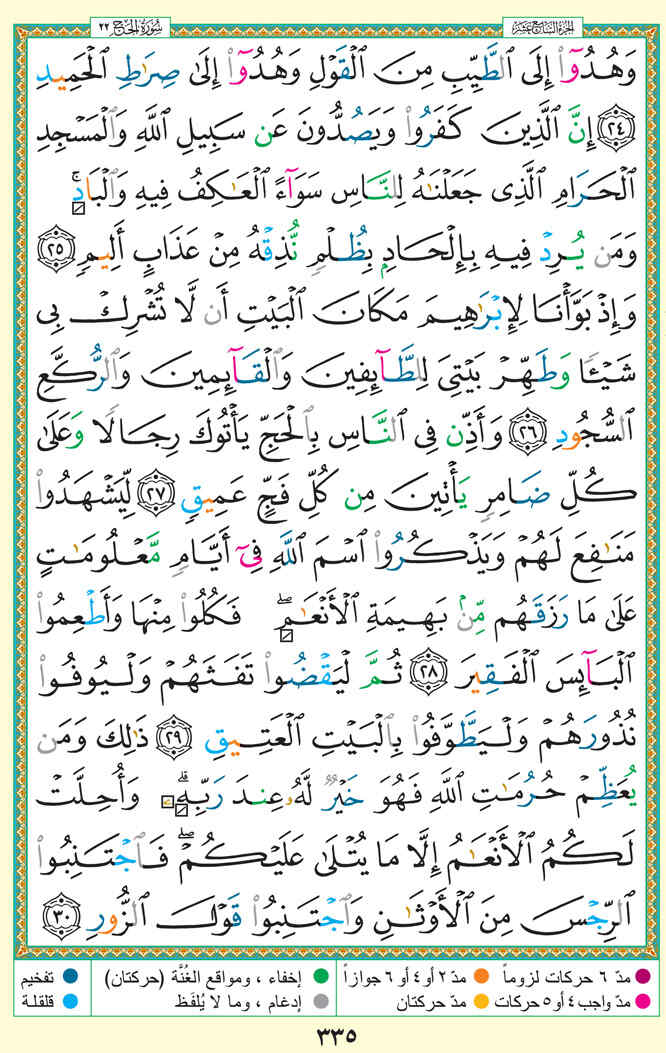 الجزء السابع عشر
سُورَةُ الحَجّ ٢٢
وَهُدُوٓاْ إِلَى ٱلطَّيِّبِ مِنَ ٱلۡقَوۡلِ وَهُدُوٓاْ إِلَىٰ صِرَٰطِ ٱلۡحَمِيدِ
٢٤ إِنَّ ٱلَّذِينَ كَفَرُواْ وَيَصُدُّونَ عَن سَبِيلِ ٱللَّهِ وَٱلۡمَسۡجِدِ
ٱلۡحَرَامِ ٱلَّذِي جَعَلۡنَٰهُ لِلنَّاسِ سَوَآءً ٱلۡعَٰكِفُ فِيهِ وَٱلۡبَادِۚ
وَمَن يُرِدۡ فِيهِ بِإِلۡحَادِۭ بِظُلۡمٖ نُّذِقۡهُ مِنۡ عَذَابٍ أَلِيمٖ ٢٥
وَإِذۡ بَوَّأۡنَا لِإِبۡرَٰهِيمَ مَكَانَ ٱلۡبَيۡتِ أَن لَّا تُشۡرِكۡ بِي
شَيۡـٔٗا وَطَهِّرۡ بَيۡتِيَ لِلطَّآئِفِينَ وَٱلۡقَآئِمِينَ وَٱلرُّكَّعِ
ٱلسُّجُودِ ٢٦ وَأَذِّن فِي ٱلنَّاسِ بِٱلۡحَجِّ يَأۡتُوكَ رِجَالٗا وَعَلَىٰ
كُلِّ ضَامِرٖ يَأۡتِينَ مِن كُلِّ فَجٍّ عَمِيقٖ ٢٧ لِّيَشۡهَدُواْ
مَنَٰفِعَ لَهُمۡ وَيَذۡكُرُواْ ٱسۡمَ ٱللَّهِ فِيٓ أَيَّامٖ مَّعۡلُومَٰتٍ
عَلَىٰ مَا رَزَقَهُم مِّنۢ بَهِيمَةِ ٱلۡأَنۡعَٰمِۖ فَكُلُواْ مِنۡهَا وَأَطۡعِمُواْ
ٱلۡبَآئِسَ ٱلۡفَقِيرَ ٢٨ ثُمَّ لۡيَقۡضُواْ تَفَثَهُمۡ وَلۡيُوفُواْ
نُذُورَهُمۡ وَلۡيَطَّوَّفُواْ بِٱلۡبَيۡتِ ٱلۡعَتِيقِ ٢٩ ذَٰلِكَ وَمَن
يُعَظِّمۡ حُرُمَٰتِ ٱللَّهِ فَهُوَ خَيۡرٞ لَّهُۥ عِندَ رَبِّهِۦۗ وَأُحِلَّتۡ
لَكُمُ ٱلۡأَنۡعَٰمُ إِلَّا مَا يُتۡلَىٰ عَلَيۡكُمۡۖ فَٱجۡتَنِبُواْ
ٱلرِّجۡسَ مِنَ ٱلۡأَوۡثَٰنِ وَٱجۡتَنِبُواْ قَوۡلَ ٱلزُّورِ ٣٠
مدّ ٦ حركات لزوماً
مدّ ٢ أو ٤ أو ٦ جوازاً
إخفاء ، ومواقع الغُنَّة (حركتان)
تفخيم
مدّ واجب ٤ أو ٥ حركات
مدّ حركتان
إدغام ، وما لا يُلفَظ
قلقلة
٣٣٥